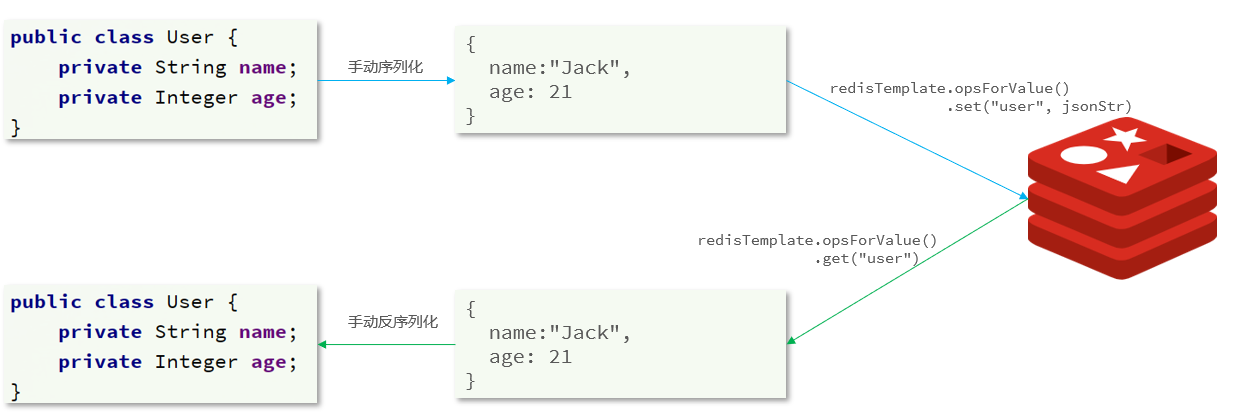 public class User {
    private String name;
    private Integer age;
}
手动序列化
{
  name:"Jack",
  age: 21
}
redisTemplate.opsForValue()
.set("user", jsonStr)
redisTemplate.opsForValue()
.get("user")
public class User {
    private String name;
    private Integer age;
}
手动反序列化
{
  name:"Jack",
  age: 21
}